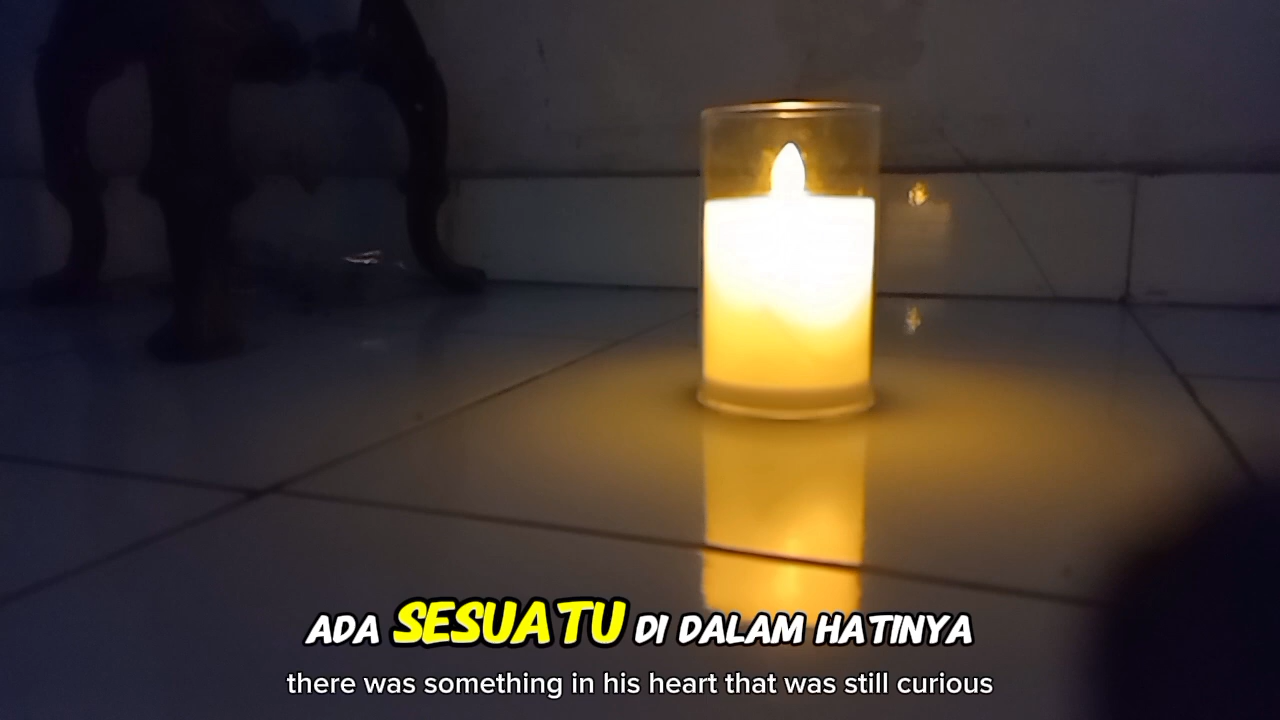 ADA SESUATU DI DALAM HATINYA
there was something in his heart that was still curious